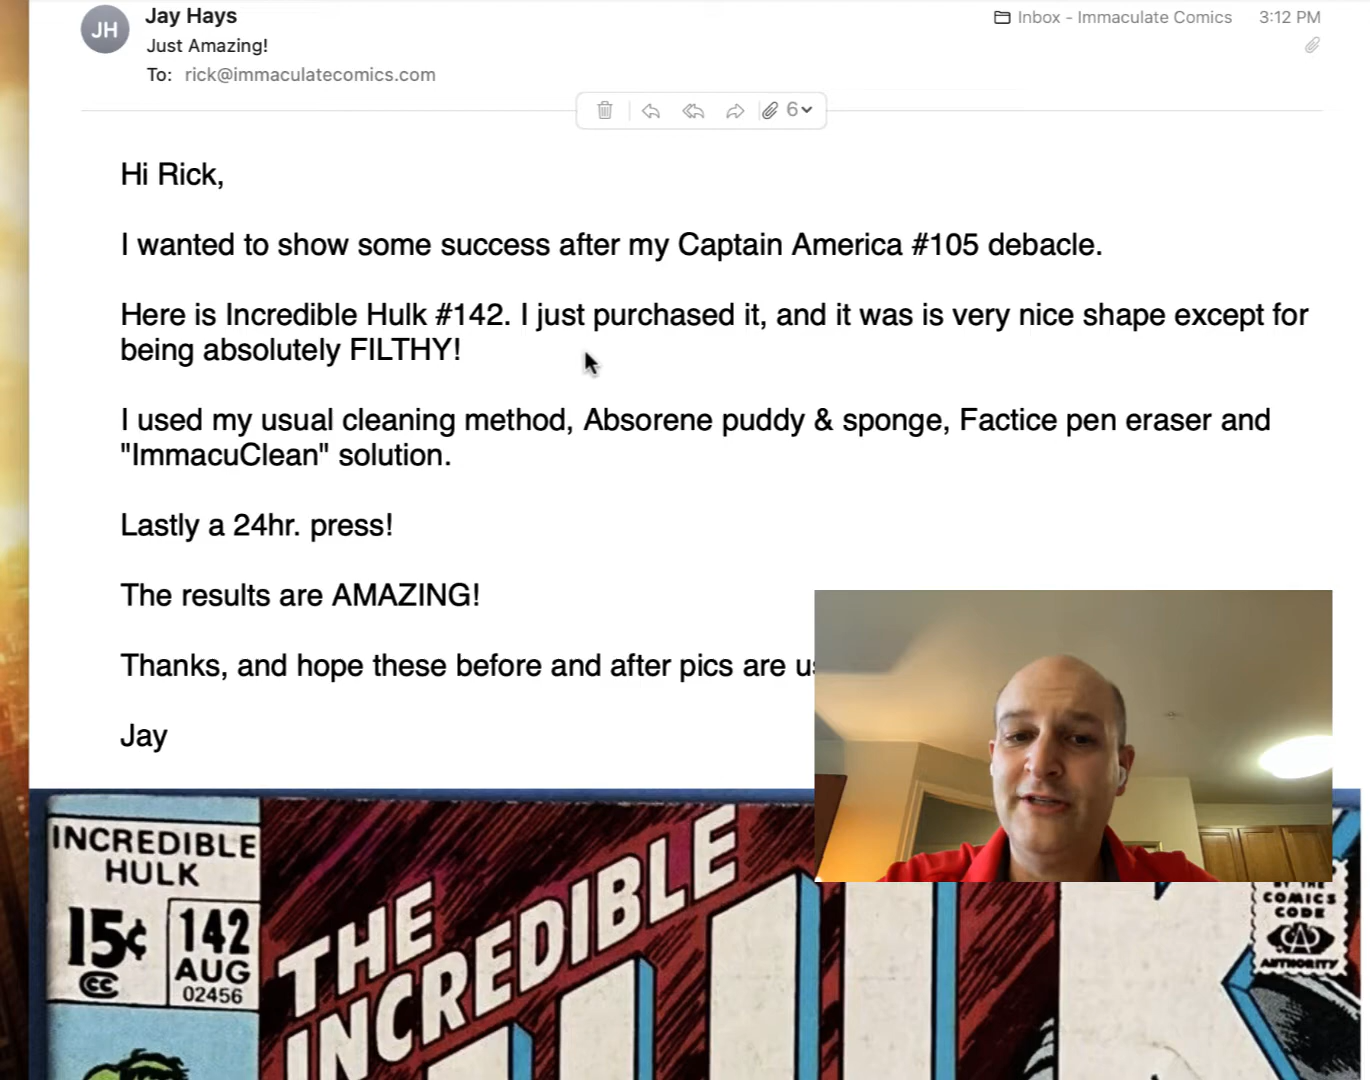 JH
Jay Hays
Inbox - Immaculate Comics 3:12 PM
Just Amazing!
To: rick@immaculatecomics.com
6
Hi Rick,
I wanted to show some success after my Captain America #105 debacle.
Here is Incredible Hulk #142. I just purchased it, and it was is very nice shape except for
being absolutely FILTHY!
I used my usual cleaning method, Absorene puddy & sponge, Factice pen eraser and
"ImmacuClean" solution.
Lastly a 24hr. press!
The results are AMAZING!
Thanks, and hope these before and after pics are
Jay
INCREDIBLE
HULK
15¢
142
AUG
02456
CC
THE
INCREDIBLE
BY THE
COMICS
CODE
CA
AUTHORITY